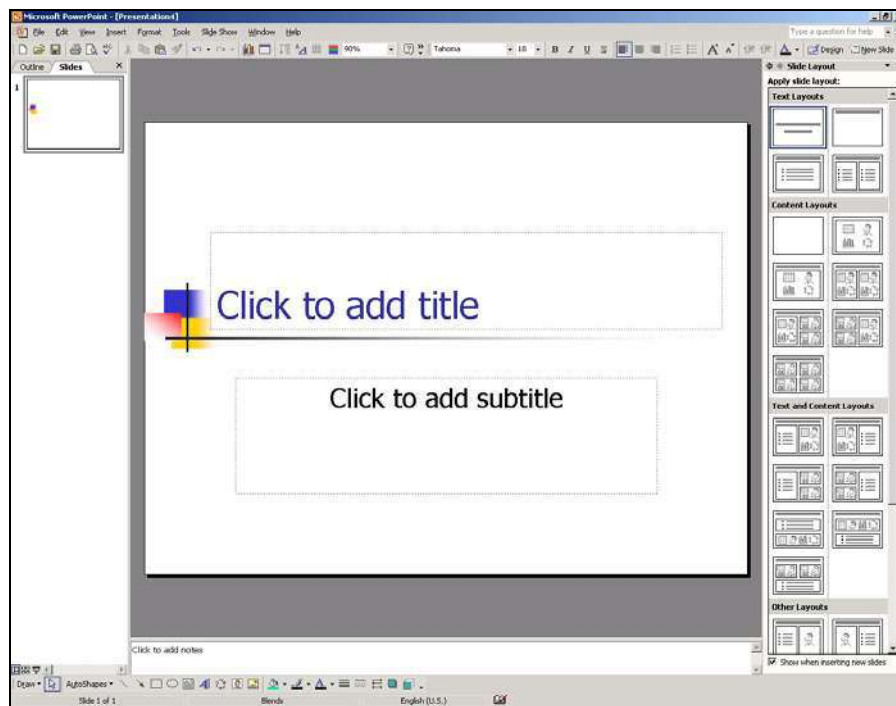 Microsoft PowerPoint - [Presentation4]
File Edit View Insert Format Tools Slide Show Window Help
Type a question for help
90% Tahoma 18 B I U S Design New Slide
Outline Slides
Slide Layout
Apply slide layout:
Text Layouts
1
Content Layouts
Click to add title
Click to add subtitle
Text and Content Layouts
Other Layouts
Click to add notes
Show when inserting new slides
Draw AutoShapes
Slide 1 of 1 Blends English (U.S.)